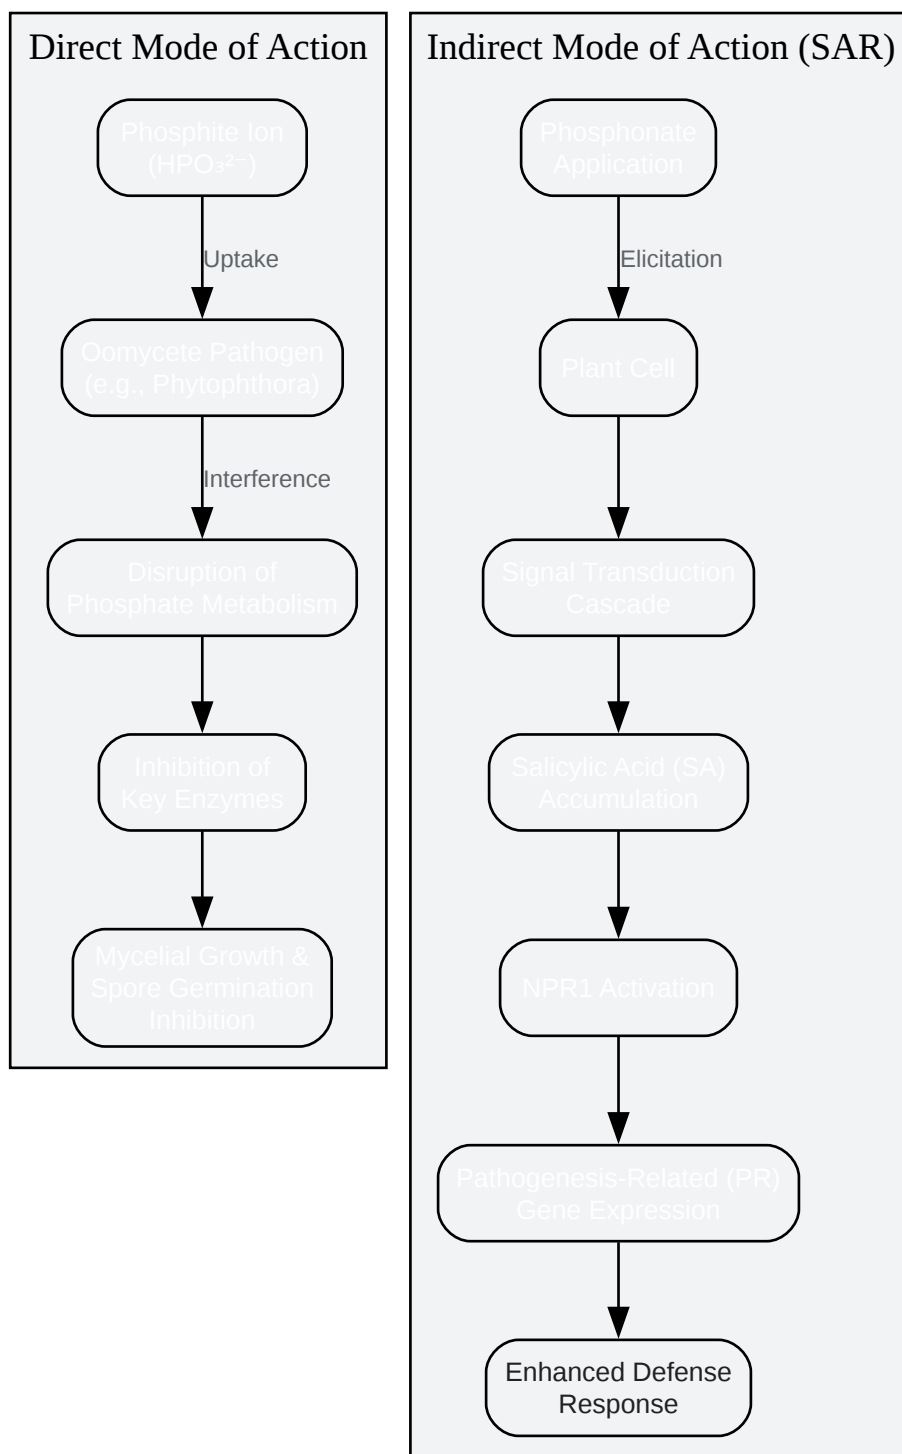 Direct Mode of Action
Phosphite Ion
(HPO₃²⁻)
Uptake
Oomycete Pathogen
(e.g., Phytophthora)
Interference
Disruption of
Phosphate Metabolism
Inhibition of
Key Enzymes
Mycelial Growth &
Spore Germination
Inhibition
Indirect Mode of Action (SAR)
Phosphonate
Application
Elicitation
Plant Cell
Signal Transduction
Cascade
Salicylic Acid (SA)
Accumulation
NPR1 Activation
Pathogenesis-Related (PR)
Gene Expression
Enhanced Defense
Response